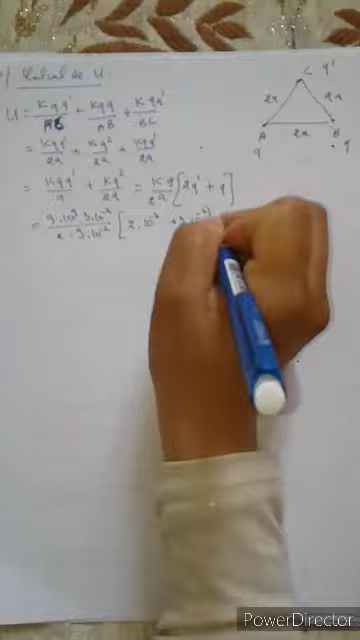 Calcul de U :
U = Kqq'/AC + Kqq/AB + Kqq'/BC
= Kqq'/2a + Kq²/2a + Kqq'/2a
= Kqq'/a + Kq²/2a = Kq/2a [2q' + q]
C q'
2a 2a
A 2a B
q q
PowerDirector